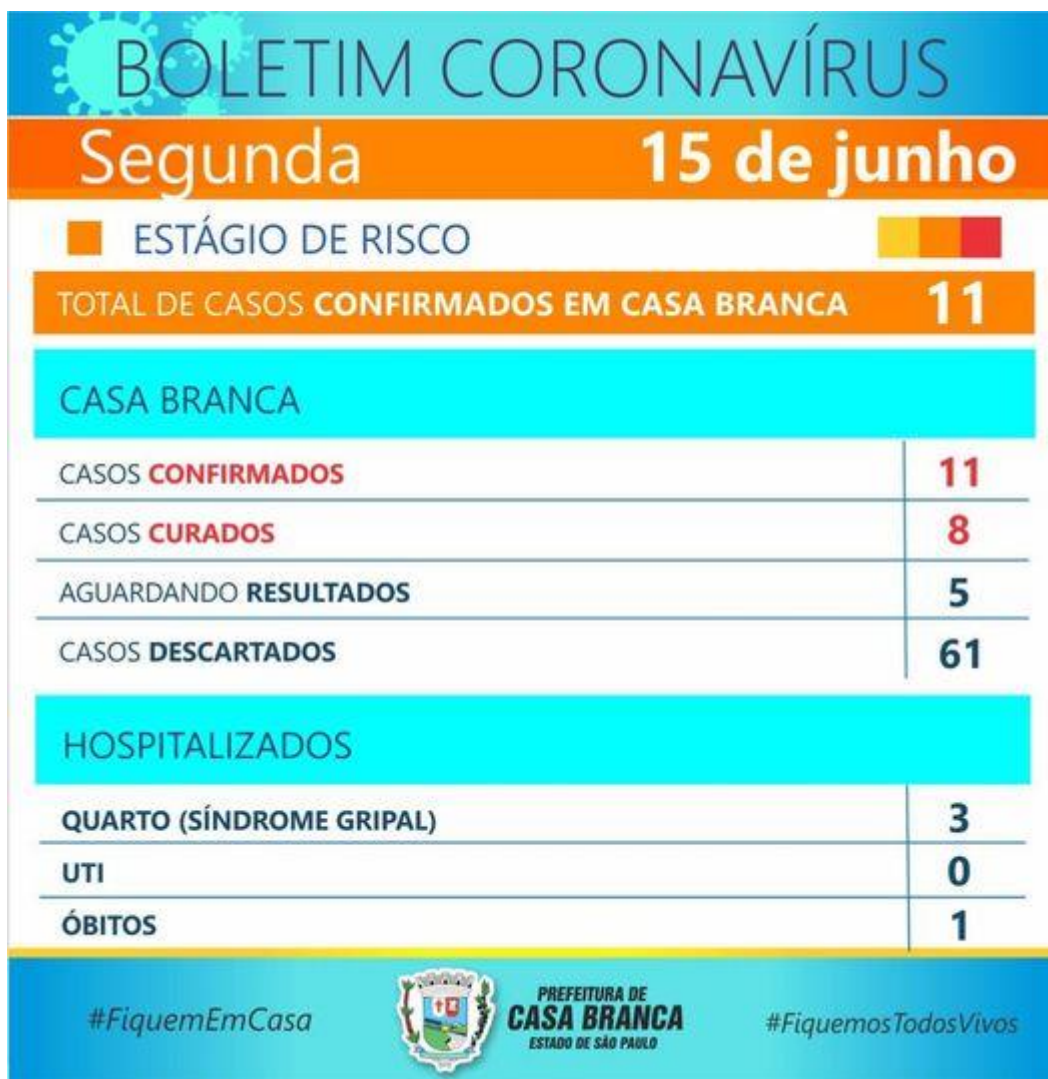 BOLETIM CORONAVÍRUS
Segunda 15 de junho
ESTÁGIO DE RISCO
TOTAL DE CASOS CONFIRMADOS EM CASA BRANCA 11
CASA BRANCA
CASOS CONFIRMADOS 11
CASOS CURADOS 8
AGUARDANDO RESULTADOS 5
CASOS DESCARTADOS 61
HOSPITALIZADOS
QUARTO (SÍNDROME GRIPAL) 3
UTI 0
ÓBITOS 1
#FiquemEmCasa
PREFEITURA DE
CASA BRANCA
ESTADO DE SÃO PAULO
#FiquemosTodosVivos